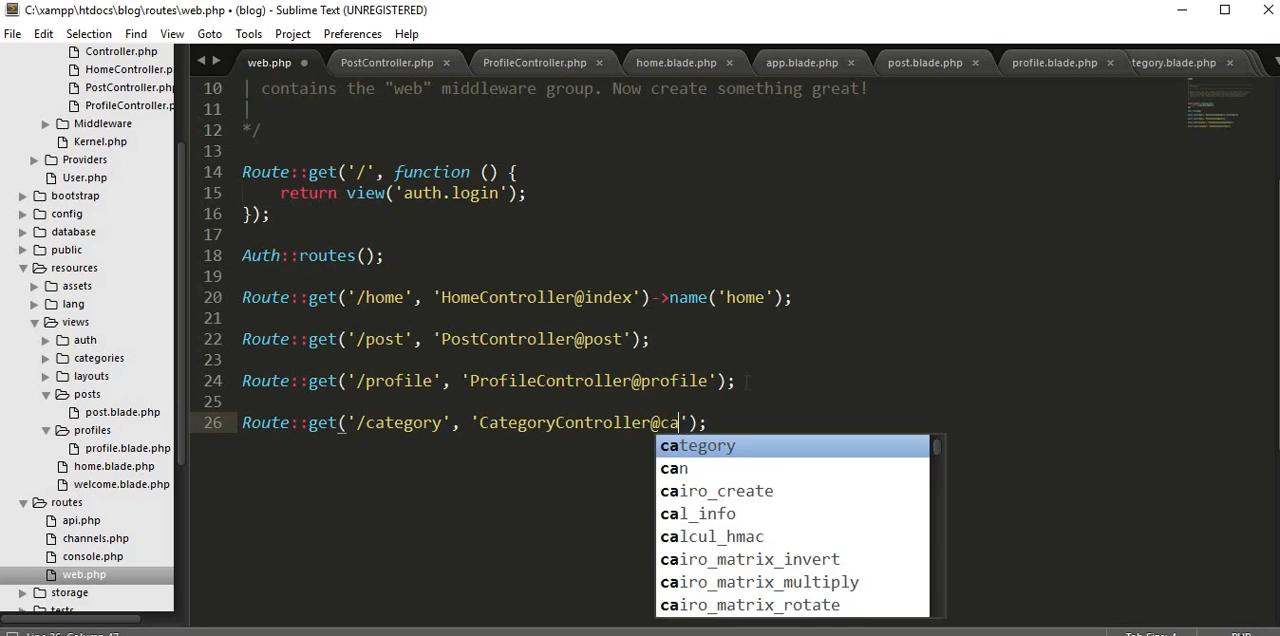 C:\xampp\htdocs\blog\routes\web.php • (blog) - Sublime Text (UNREGISTERED)
File Edit Selection Find View Goto Tools Project Preferences Help
Controller.php
HomeController.p
PostController.ph
ProfileController.p
Middleware
Kernel.php
Providers
User.php
bootstrap
config
database
public
resources
assets
lang
views
auth
categories
layouts
posts
post.blade.php
profiles
profile.blade.php
home.blade.php
welcome.blade.php
routes
api.php
channels.php
console.php
web.php
storage
tests
web.php PostController.php ProfileController.php home.blade.php app.blade.php post.blade.php profile.blade.php tegory.blade.php
10 | contains the "web" middleware group. Now create something great!
11 |
12 */
13
14 Route::get('/', function () {
15 return view('auth.login');
16 });
17
18 Auth::routes();
19
20 Route::get('/home', 'HomeController@index')->name('home');
21
22 Route::get('/post', 'PostController@post');
23
24 Route::get('/profile', 'ProfileController@profile');
25
26 Route::get('/category', 'CategoryController@ca');
category
can
cairo_create
cal_info
calcul_hmac
cairo_matrix_invert
cairo_matrix_multiply
cairo_matrix_rotate